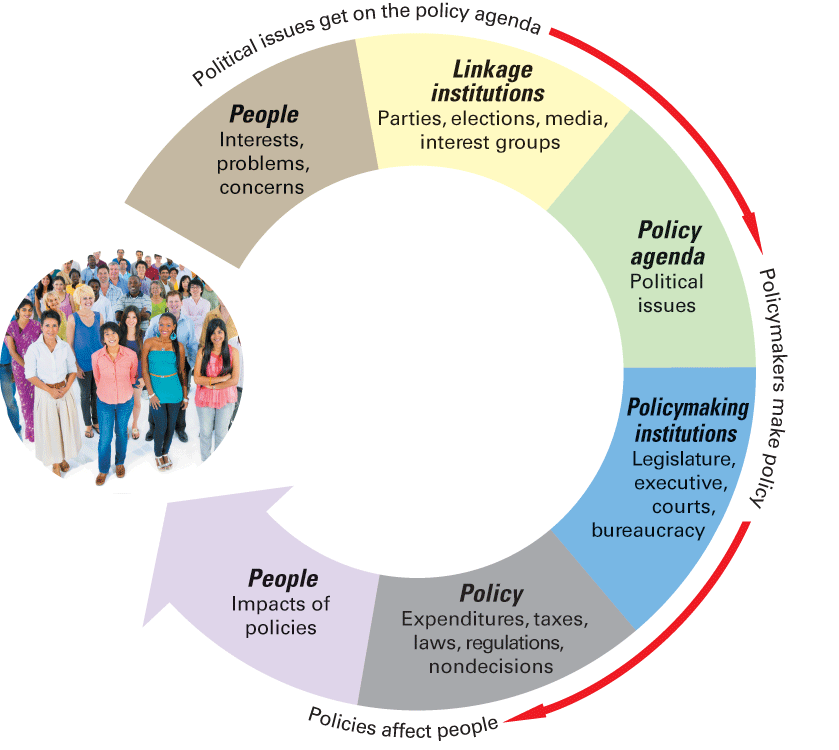 Political issues get on the policy agenda
People
Interests,
problems,
concerns
Linkage
institutions
Parties, elections, media,
interest groups
Policy
agenda
Political
issues
Policymakers make policy
Policymaking
institutions
Legislature,
executive,
courts,
bureaucracy
Policy
Expenditures, taxes,
laws, regulations,
nondecisions
Policies affect people
People
Impacts of
policies